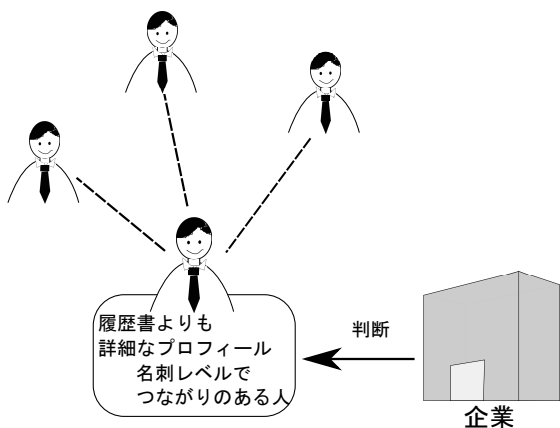 履歴書よりも
詳細なプロフィール
名刺レベルで
つながりのある人
判断
企業